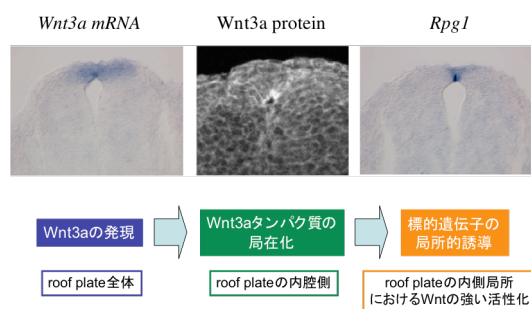 Wnt3a mRNA
Wnt3a protein
Rpg1
Wnt3aの発現
Wnt3aタンパク質の
局在化
標的遺伝子の
局所的誘導
roof plate全体
roof plateの内腔側
roof plateの内側局所
におけるWntの強い活性化